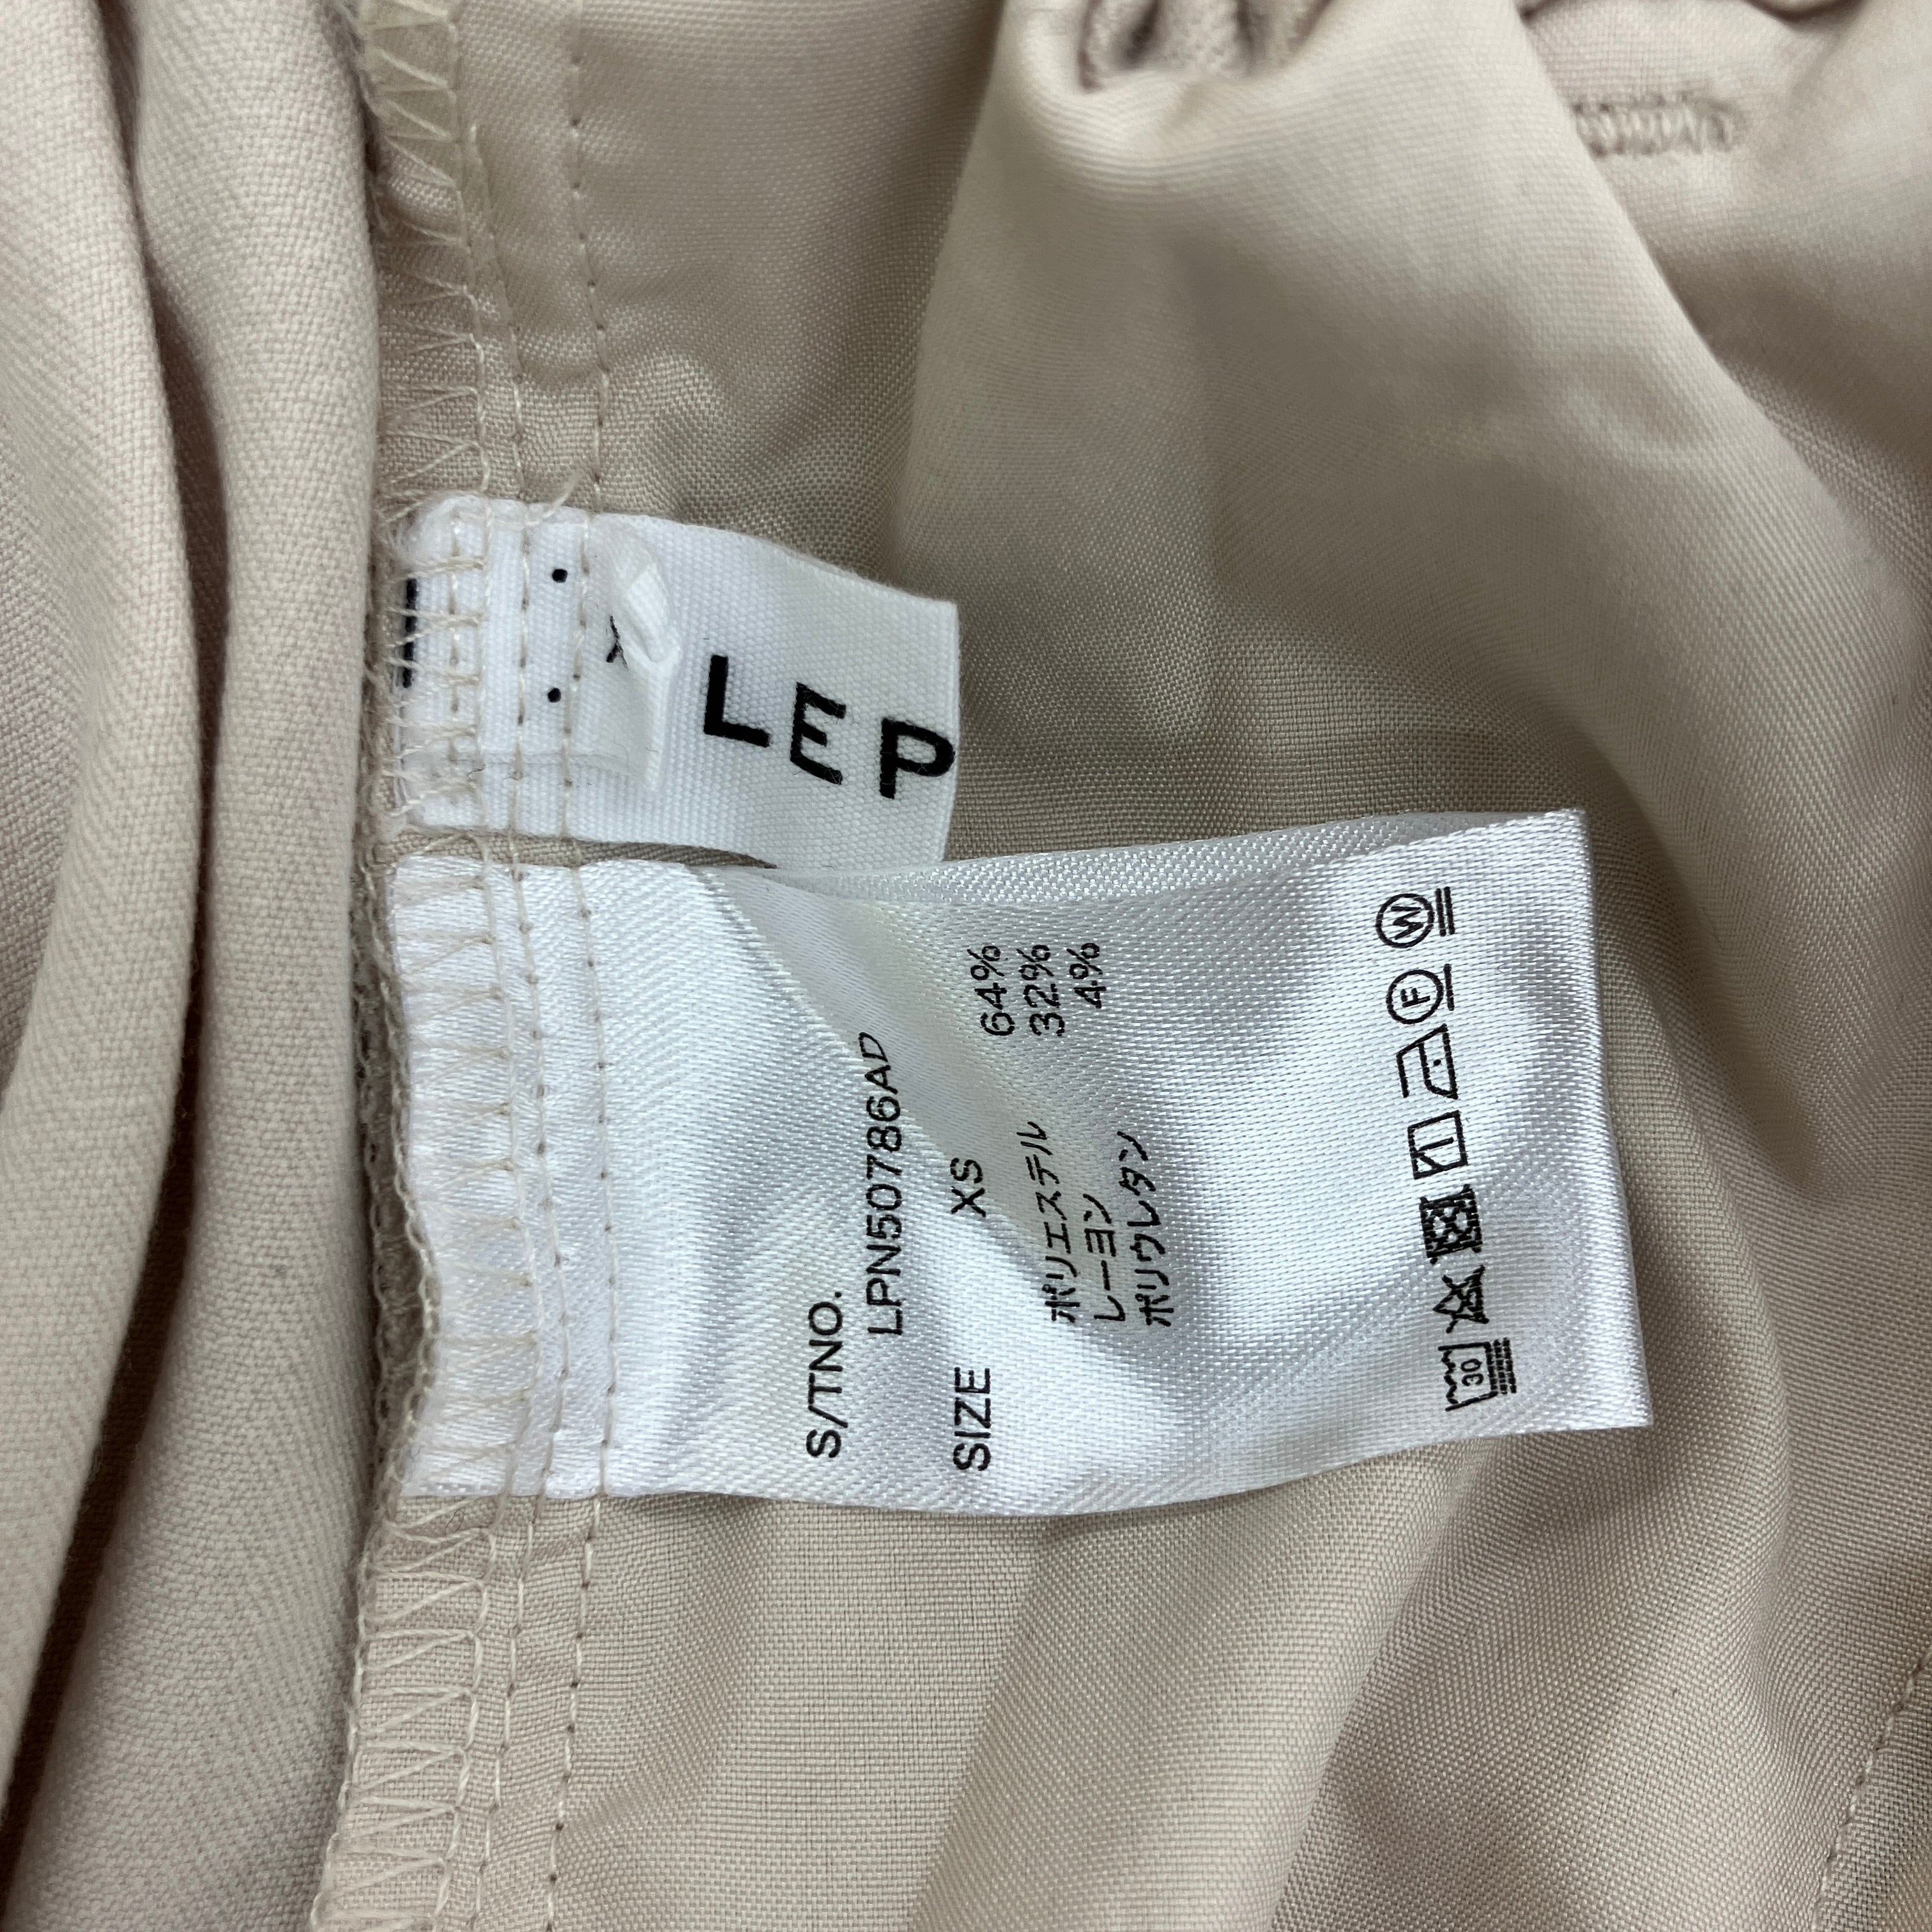 LEP
S/TNO.
LPN50786AD
SIZE XS
ポリエステル 64%
レーヨン 32%
ポリウレタン 4%
30 F W